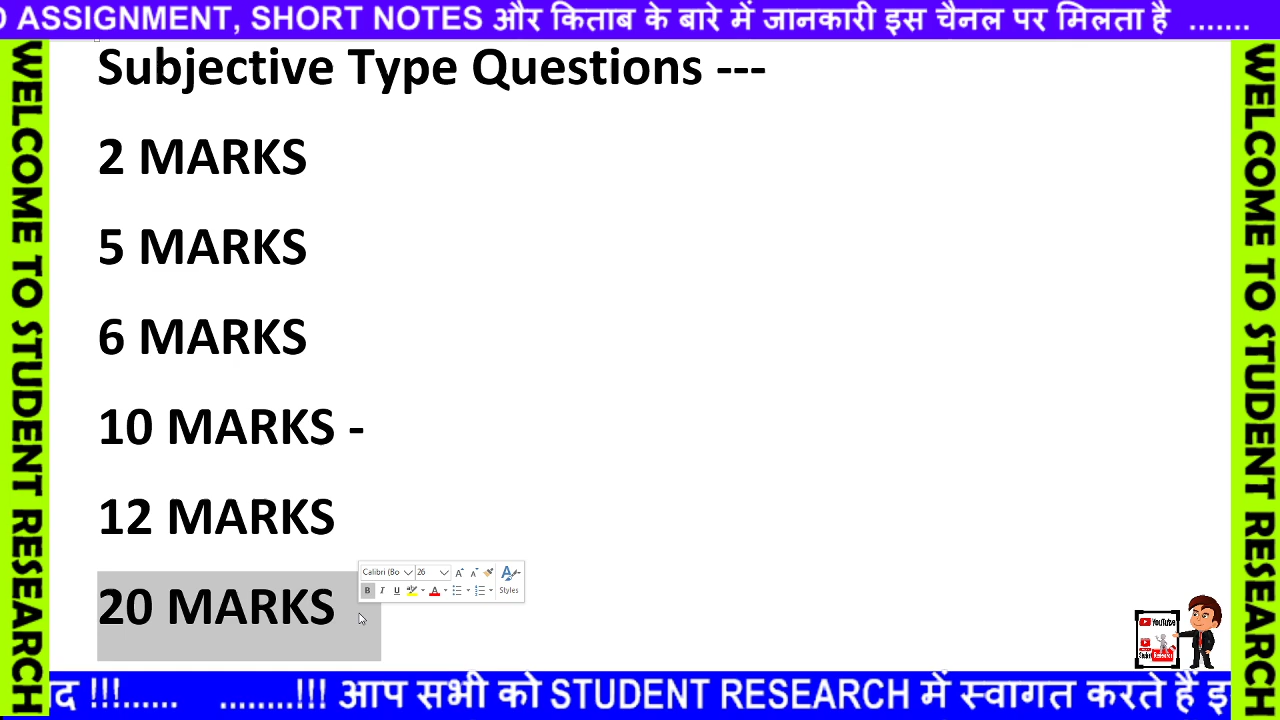 ASSIGNMENT, SHORT NOTES और किताब के बारे में जानकारी इस चैनल पर मिलता है .......
WELCOME TO STUDENT RESEARCH
Subjective Type Questions ---
2 MARKS
5 MARKS
6 MARKS
10 MARKS -
12 MARKS
20 MARKS
Calibri (Bo 26
B I U A Styles
YouTube
WELCOME TO STUDENT RESEARCH
!!!...... ........!!! आप सभी को STUDENT RESEARCH में स्वागत करते हैं